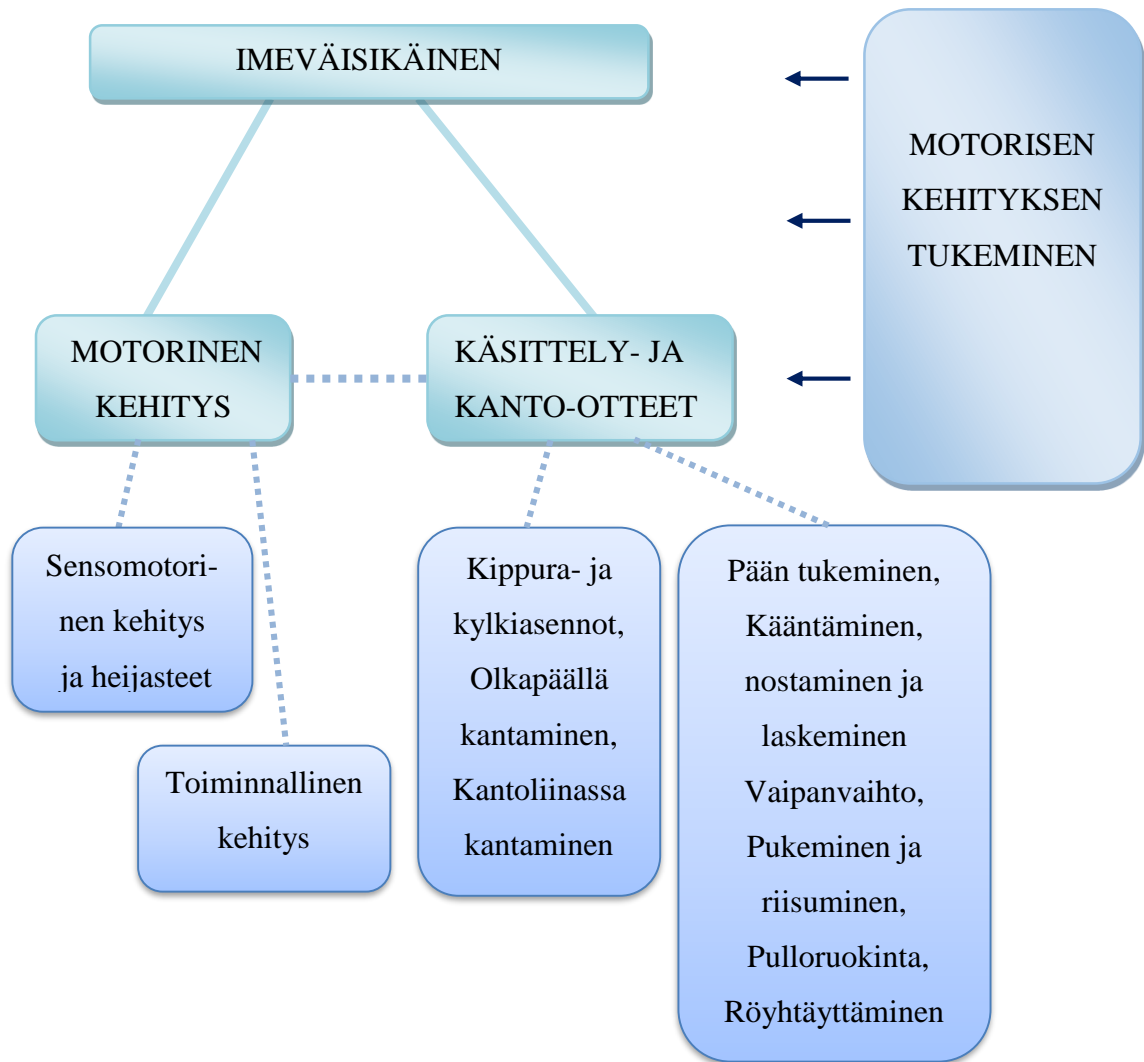 IMEVÄISIKÄINEN
MOTORISEN
KEHITYKSEN
TUKEMINEN
MOTORINEN
KEHITYS
KÄSITTELY- JA
KANTO-OTTEET
Sensomotori-
nen kehitys
ja heijasteet
Toiminnallinen
kehitys
Kippura- ja
kylkiasennot,
Olkapäällä
kantaminen,
Kantoliinassa
kantaminen
Pään tukeminen,
Kääntäminen,
nostaminen ja
laskeminen
Vaipanvaihto,
Pukeminen ja
riisuminen,
Pulloruokinta,
Röyhtäyttäminen